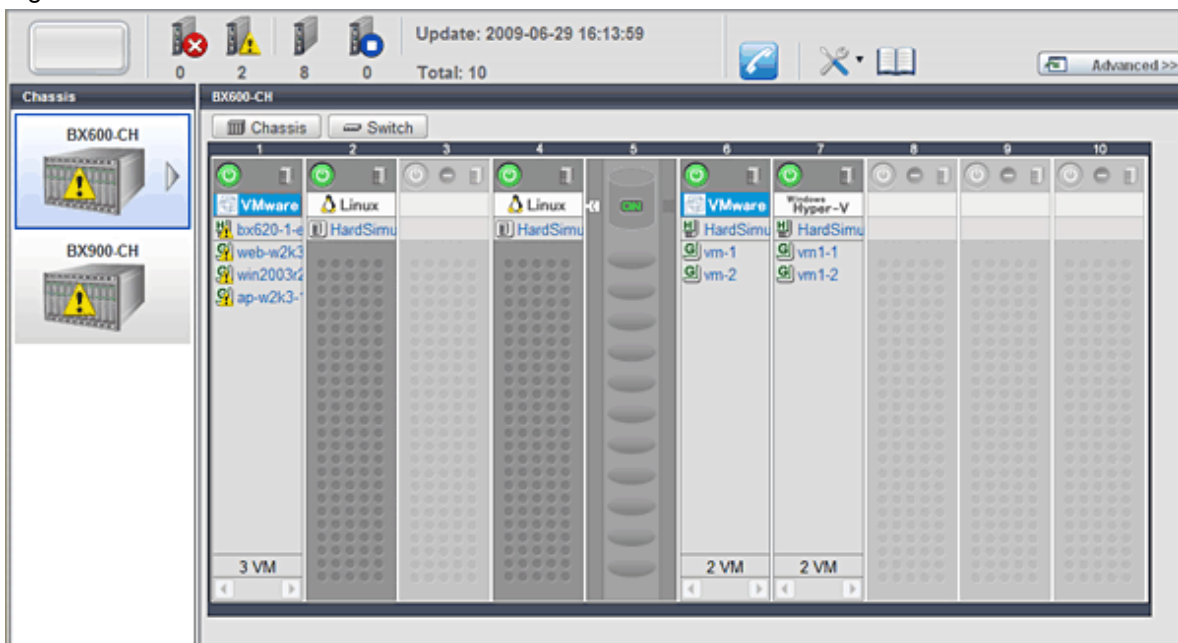 Update: 2009-06-29 16:13:59
0 2 8 0 Total: 10
Advanced >>
Chassis
BX600-CH
BX600-CH
BX900-CH
Chassis Switch
1 2 3 4 5 6 7 8 9 10
VMware Linux Linux ON VMware Windows Hyper-V
bx620-1-e HardSimu HardSimu HardSimu HardSimu
web-w2k3 vm-1 vm1-1
win2003r2 vm-2 vm1-2
ap-w2k3-
3 VM 2 VM 2 VM